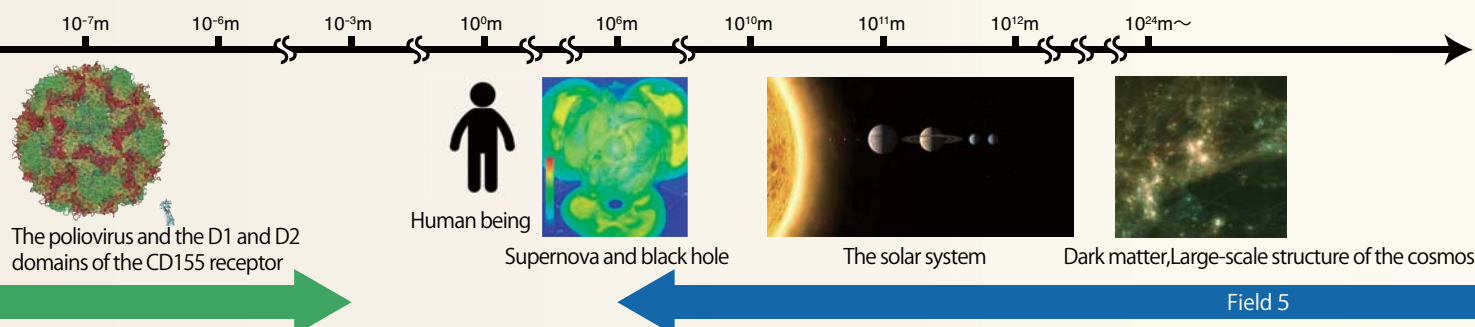 10⁻⁷m 10⁻⁶m 10⁻³m 10⁰m 10⁶m 10¹⁰m 10¹¹m 10¹²m 10²⁴m～
The poliovirus and the D1 and D2
domains of the CD155 receptor
Human being
Supernova and black hole
The solar system
Dark matter,Large-scale structure of the cosmos
Field 5